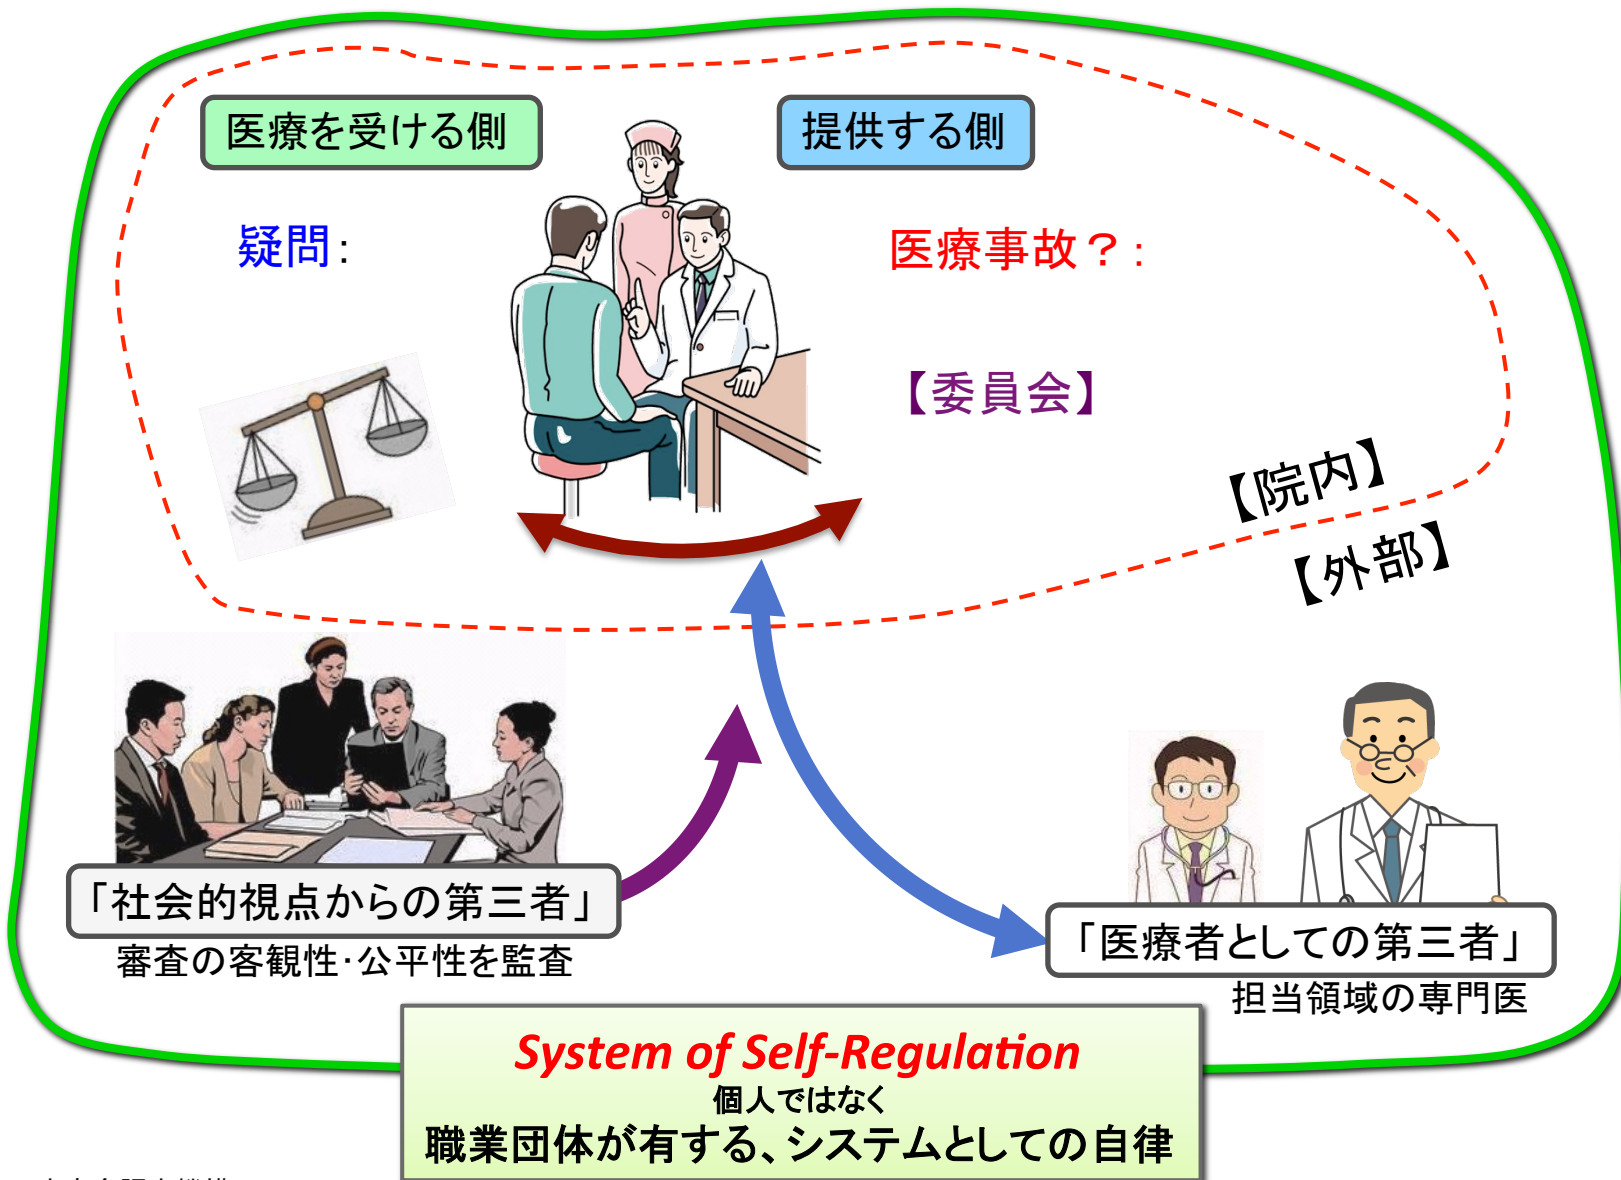 医療を受ける側
提供する側
疑問:
医療事故？:
【委員会】
【院内】
【外部】
「社会的視点からの第三者」
審査の客観性・公平性を監査
「医療者としての第三者」
担当領域の専門医
System of Self-Regulation
個人ではなく
職業団体が有する、システムとしての自律